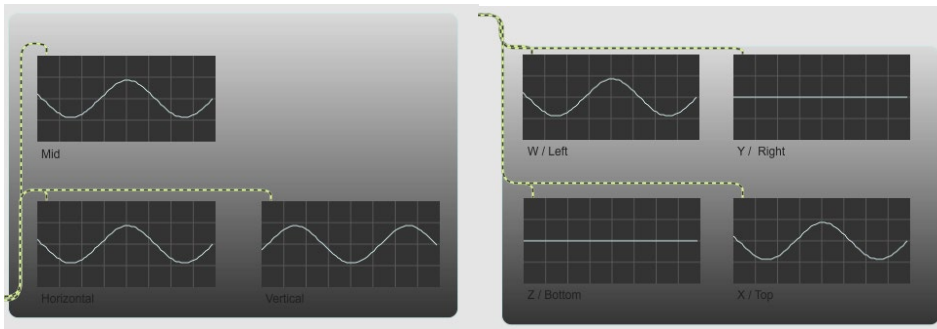 Mid
Horizontal
Vertical
W / Left
Y /  Right
Z / Bottom
X / Top